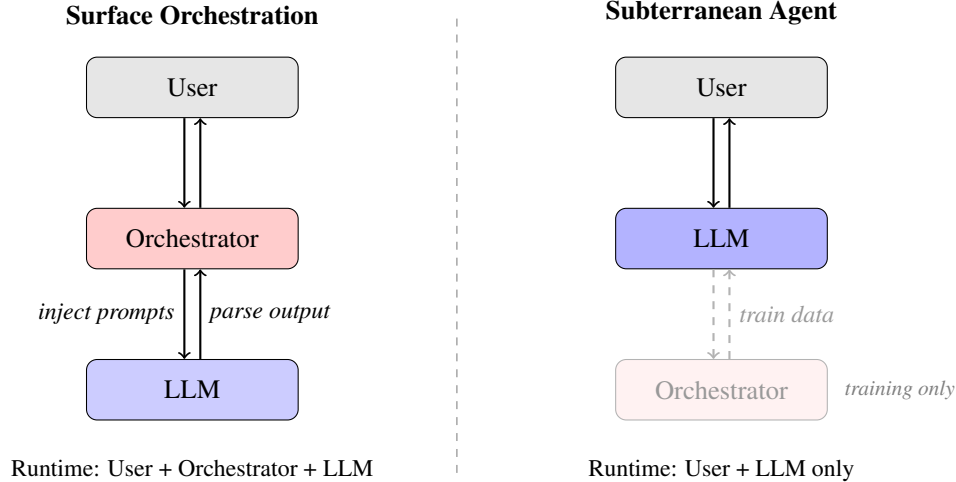 Surface Orchestration
User
Orchestrator
inject prompts
parse output
LLM
Runtime: User + Orchestrator + LLM
Subterranean Agent
User
LLM
train data
Orchestrator
training only
Runtime: User + LLM only